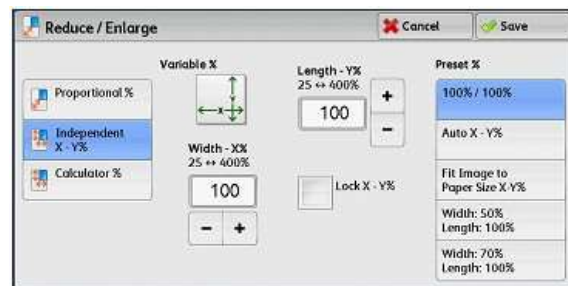 Reduce / Enlarge
Cancel
Save
Proportional %
Independent
X - Y%
Calculator %
Variable %
Y
X
Width - X%
25 ↔ 400%
100
− +
Length - Y%
25 ↔ 400%
100
+
−
Lock X - Y%
Preset %
100% / 100%
Auto X - Y%
Fit Image to
Paper Size X-Y%
Width: 50%
Length: 100%
Width: 70%
Length: 100%